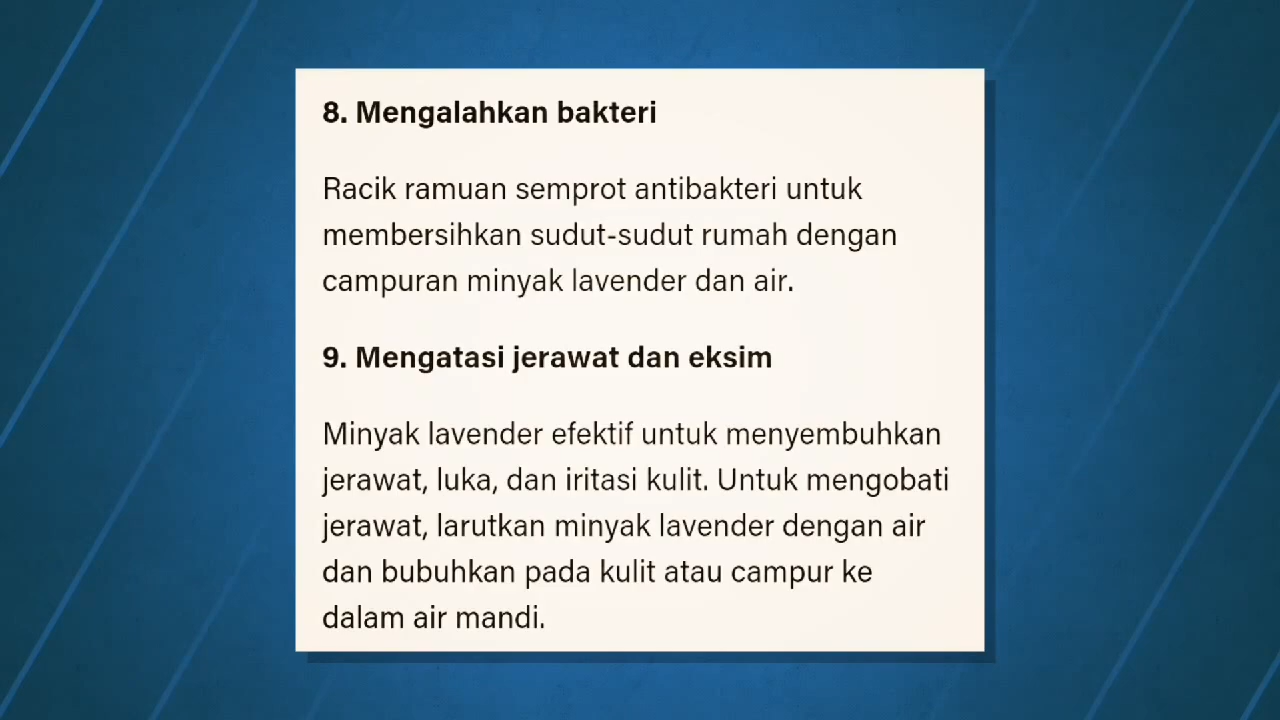 8. Mengalahkan bakteri
Racik ramuan semprot antibakteri untuk
membersihkan sudut-sudut rumah dengan
campuran minyak lavender dan air.
9. Mengatasi jerawat dan eksim
Minyak lavender efektif untuk menyembuhkan
jerawat, luka, dan iritasi kulit. Untuk mengobati
jerawat, larutkan minyak lavender dengan air
dan bubuhkan pada kulit atau campur ke
dalam air mandi.